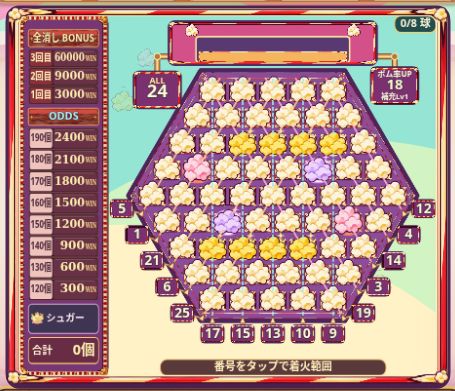 0/8 球
全消し BONUS
3回目 60000WIN
2回目 9000WIN
1回目 3000WIN
ODDS
190個 2400WIN
180個 2100WIN
170個 1800WIN
160個 1500WIN
150個 1200WIN
140個 900WIN
130個 600WIN
120個 300WIN
シュガー
合計 0個
ALL
24
ボム率UP
18
補充Lv1
5
1
21
6
25
17
15
13
10
9
12
4
14
3
19
番号をタップで着火範囲